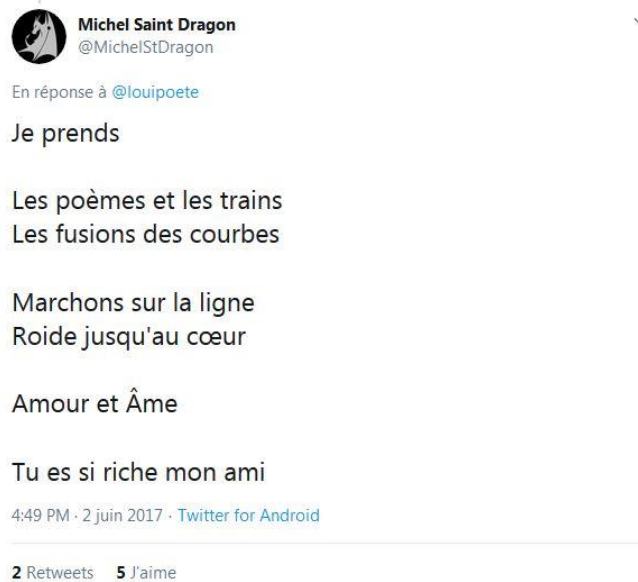 Michel Saint Dragon
@MichelStDragon
En réponse à @louipoete
Je prends
Les poèmes et les trains
Les fusions des courbes
Marchons sur la ligne
Roide jusqu'au cœur
Amour et Âme
Tu es si riche mon ami
4:49 PM · 2 juin 2017 · Twitter for Android
2 Retweets 5 J'aime